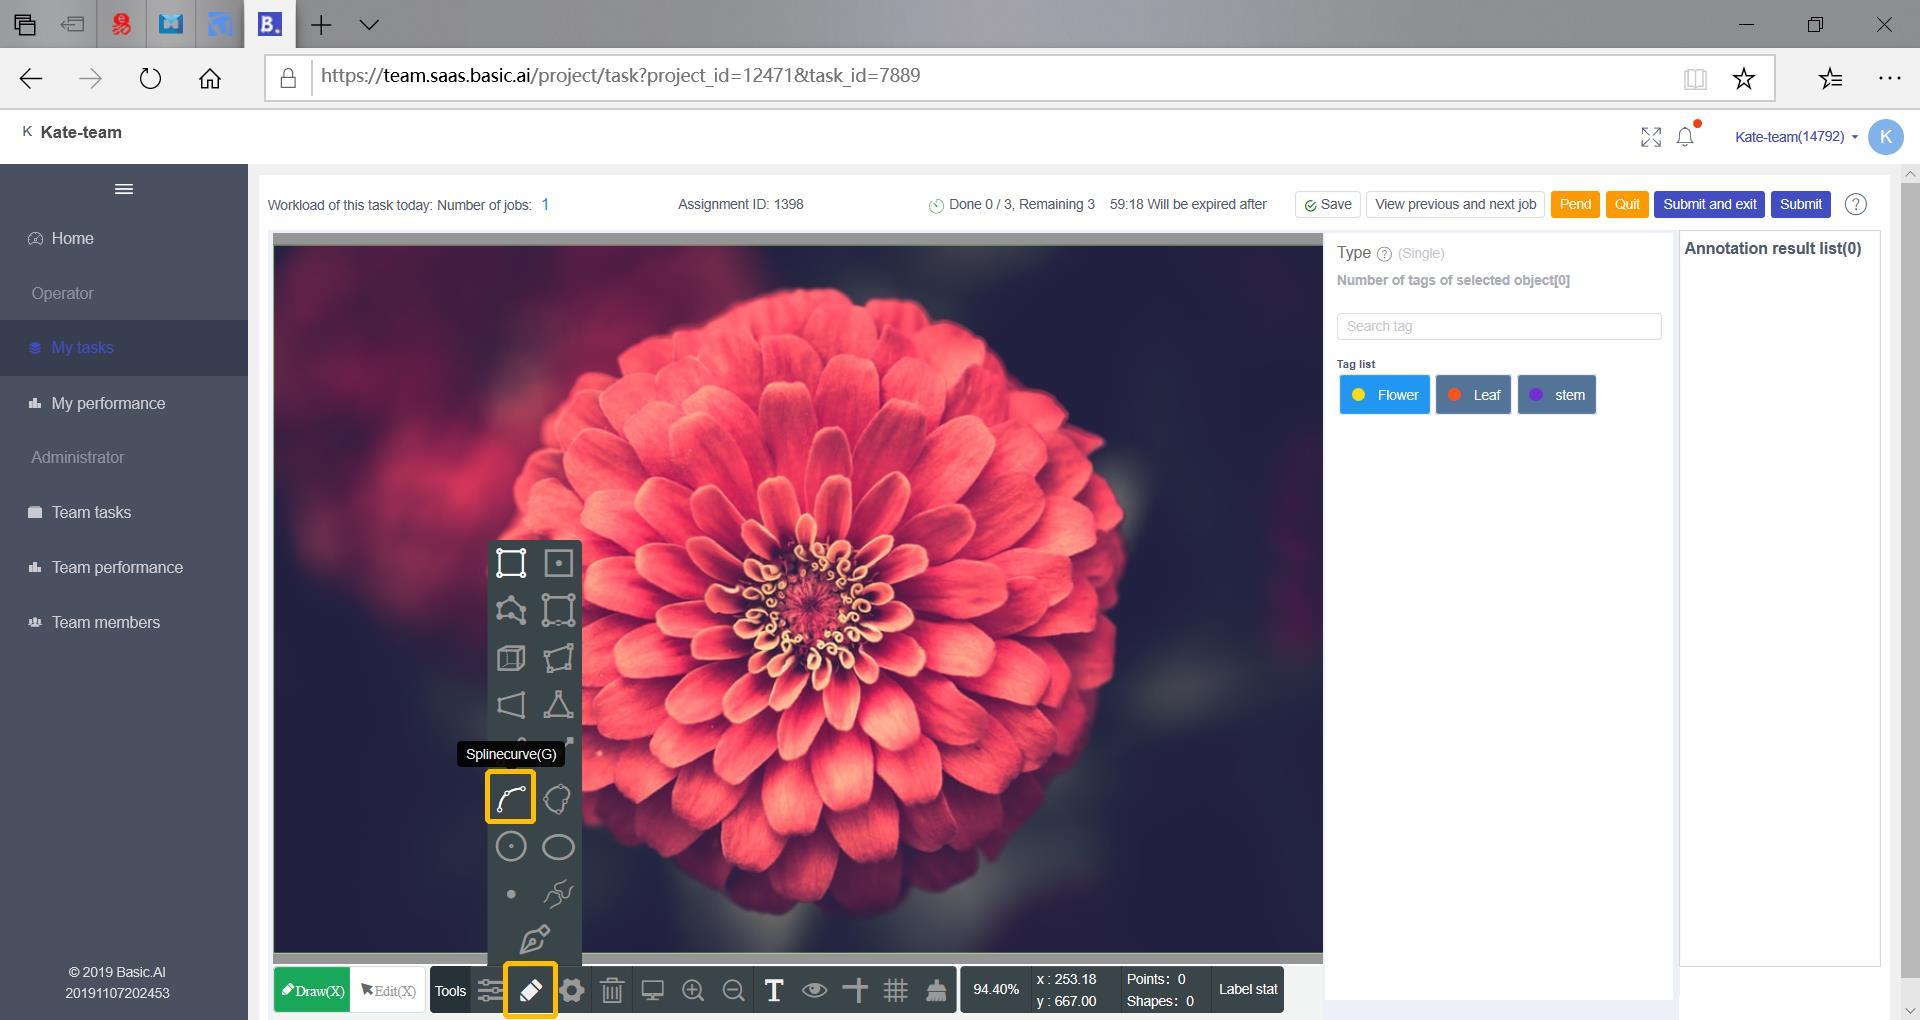 B.
https://team.saas.basic.ai/project/task?project_id=12471&task_id=7889
K Kate-team
Kate-team(14792) K
Workload of this task today: Number of jobs: 1 Assignment ID: 1398 Done 0 / 3, Remaining 3 59:18 Will be expired after Save View previous and next job Pend Quit Submit and exit Submit ?
Home
Operator
My tasks
My performance
Administrator
Team tasks
Team performance
Team members
© 2019 Basic.AI
20191107202453
Type ? (Single)
Number of tags of selected object[0]
Search tag
Tag list
Flower Leaf stem
Annotation result list(0)
Splinecurve(G)
Draw(X) Edit(X) Tools T 94.40% x : 253.18 Points: 0 Label stat
y : 667.00 Shapes: 0